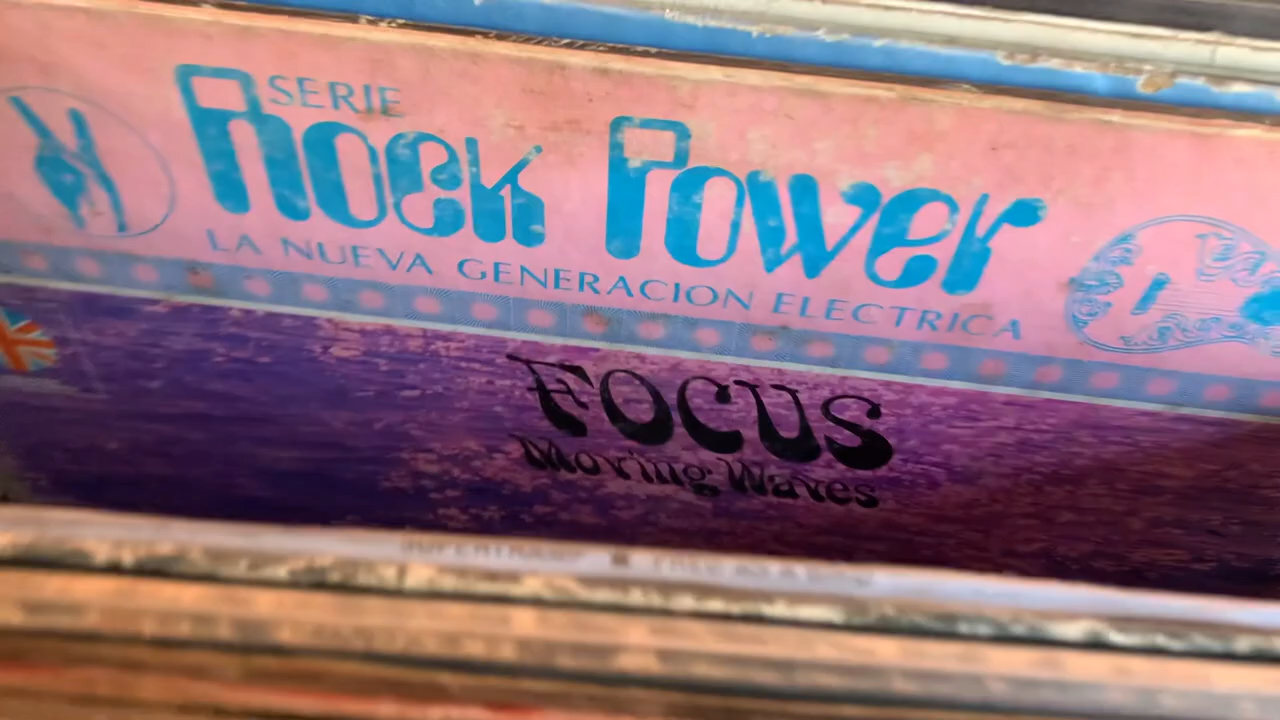 SERIE
Rock Power
LA NUEVA GENERACION ELECTRICA
FOCUS
Moving Waves